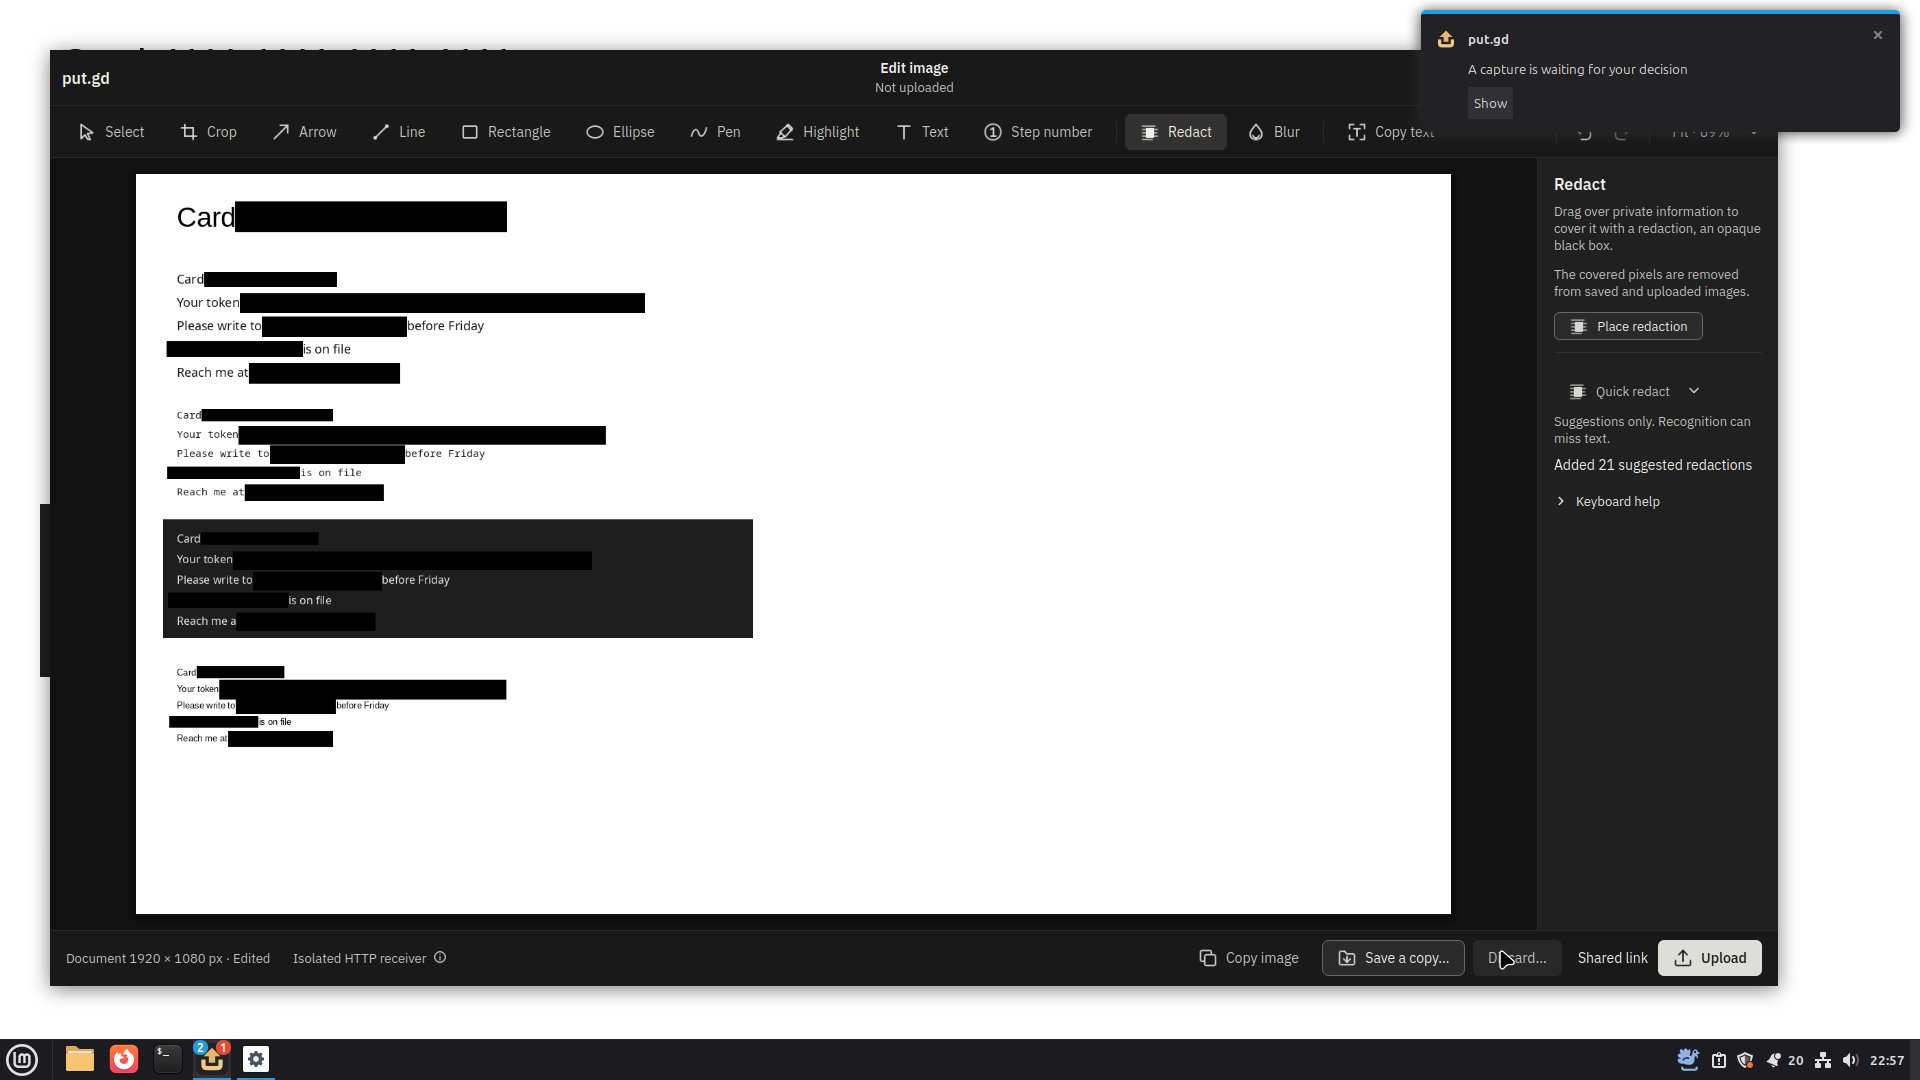 put.gd
Edit image
Not uploaded
put.gd
A capture is waiting for your decision
Show
Select
Crop
Arrow
Line
Rectangle
Ellipse
Pen
Highlight
Text
Step number
Redact
Blur
Copy text
Card
Card
Your token
Please write to before Friday
is on file
Reach me at
Card
Your token
Please write to before Friday
is on file
Reach me at
Card
Your token
Please write to before Friday
is on file
Reach me a
Card
Your token
Please write to before Friday
is on file
Reach me at
Redact
Drag over private information to
cover it with a redaction, an opaque
black box.
The covered pixels are removed
from saved and uploaded images.
Place redaction
Quick redact
Suggestions only. Recognition can
miss text.
Added 21 suggested redactions
Keyboard help
Document 1920 × 1080 px · Edited
Isolated HTTP receiver
Copy image
Save a copy...
Shared link
Upload
2
1
20
22:57